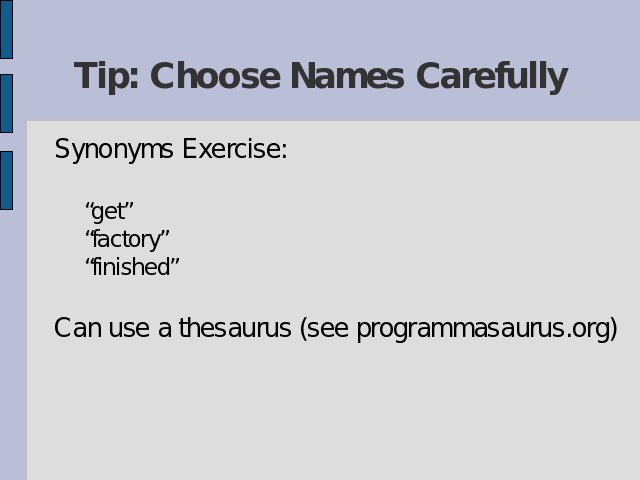 Tip: Choose Names Carefully
Synonyms Exercise:
“get”
“factory”
“finished”
Can use a thesaurus (see programmasaurus.org)